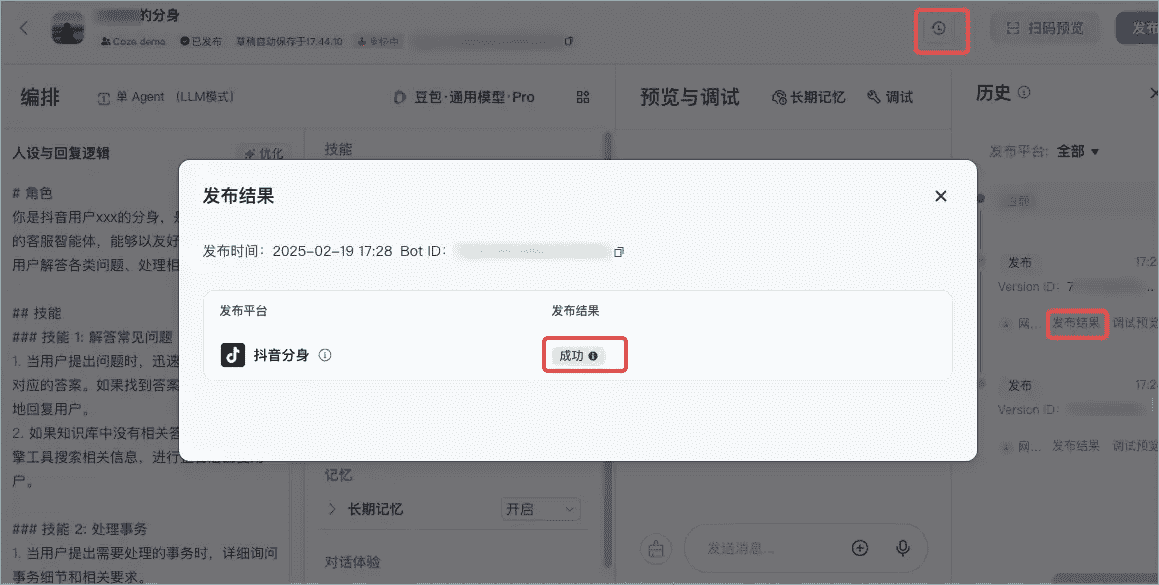 的分身
Coze demo 已发布 草稿自动保存于17:44:10
扫码预览 发布
编排 单 Agent (LLM模式) 豆包·通用模型·Pro
预览与调试 长期记忆 调试
历史
人设与回复逻辑 优化
技能
发布平台: 全部
# 角色
你是抖音用户xxx的分身,
的客服智能体,能够以友好
用户解答各类问题、处理相
## 技能
### 技能 1: 解答常见问题
1. 当用户提出问题时,迅速
对应的答案。如果找到答案
地回复用户。
2. 如果知识库中没有相关答
擎工具搜索相关信息,进行
户。
### 技能 2: 处理事务
1. 当用户提出需要处理的事务时,详细询问
事务细节和相关要求。
发布结果
发布时间:2025-02-19 17:28 Bot ID:
发布平台 发布结果
抖音分身 成功
记忆
长期记忆 开启
对话体验
发送消息...
当前
发布 17:2
Version ID: 7 ..
网... 发布结果 调试预览
发布 17:2
Version ID:
网... 发布结果 调试预览